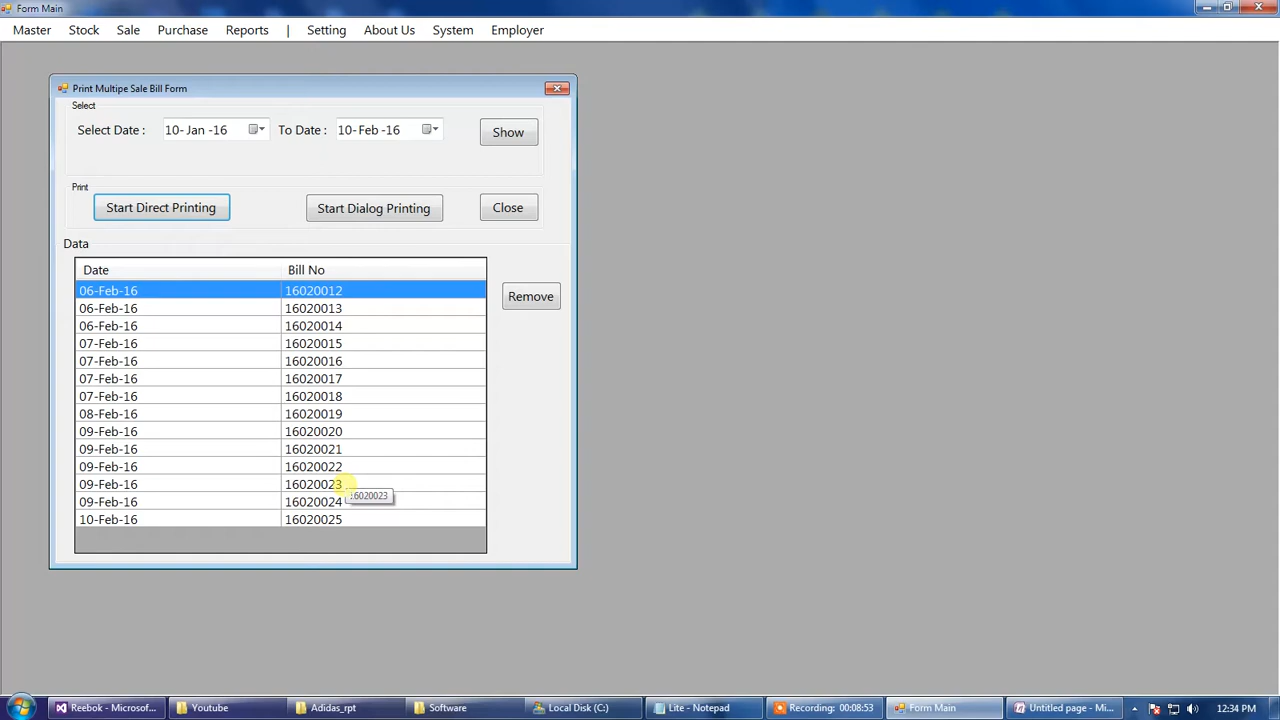 Form Main
Master Stock Sale Purchase Reports | Setting About Us System Employer
Print Multipe Sale Bill Form
Select
Select Date : 10- Jan -16 To Date : 10- Feb -16 Show
Print
Start Direct Printing Start Dialog Printing Close
Data
Date Bill No
06-Feb-16 16020012
Remove
06-Feb-16 16020013
06-Feb-16 16020014
07-Feb-16 16020015
07-Feb-16 16020016
07-Feb-16 16020017
07-Feb-16 16020018
08-Feb-16 16020019
09-Feb-16 16020020
09-Feb-16 16020021
09-Feb-16 16020022
09-Feb-16 16020023
16020023
09-Feb-16 16020024
10-Feb-16 16020025
Reebok - Microsof... Youtube Adidas_rpt Software Local Disk (C:) Lite - Notepad Recording: 00:08:53 Form Main Untitled page - Mi... 12:34 PM